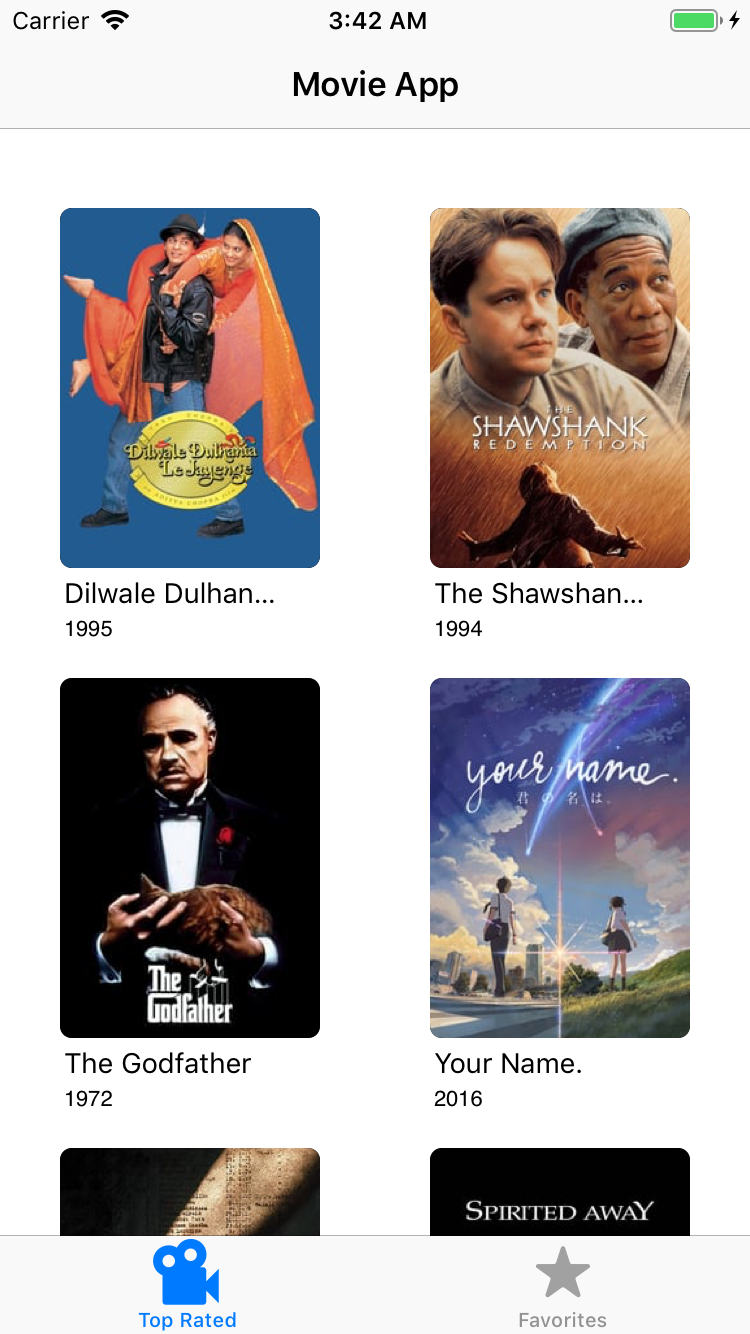 Carrier
3:42 AM
Movie App
Dilwale Dulhania
Le Jayenge
THE
SHAWSHANK
REDEMPTION
Dilwale Dulhan...
1995
The Shawshan...
1994
The
Godfather
your name.
君の名は。
The Godfather
1972
Your Name.
2016
SPIRITED AWAY
Top Rated
Favorites